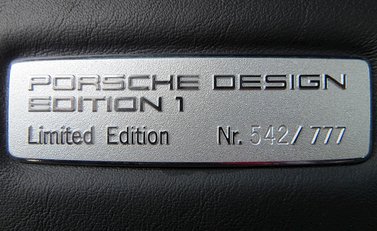 PORSCHE DESIGN
EDITION 1
Limited Edition Nr. 542/777